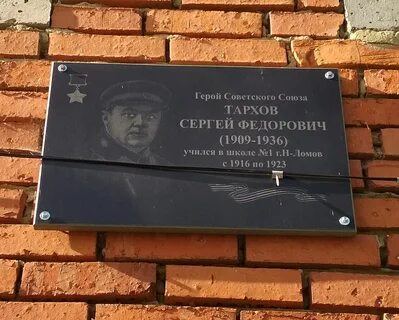 Герой Советского Союза
ТАРХОВ
СЕРГЕЙ ФЕДОРОВИЧ
(1909-1936)
учился в школе №1 г.Н-Ломов
с 1916 по 1923